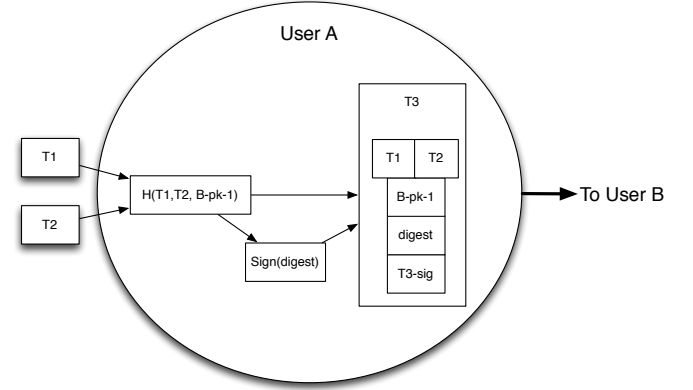 User A
T3
T1
T1 T2
H(T1,T2, B-pk-1)
B-pk-1
To User B
T2
digest
Sign(digest)
T3-sig